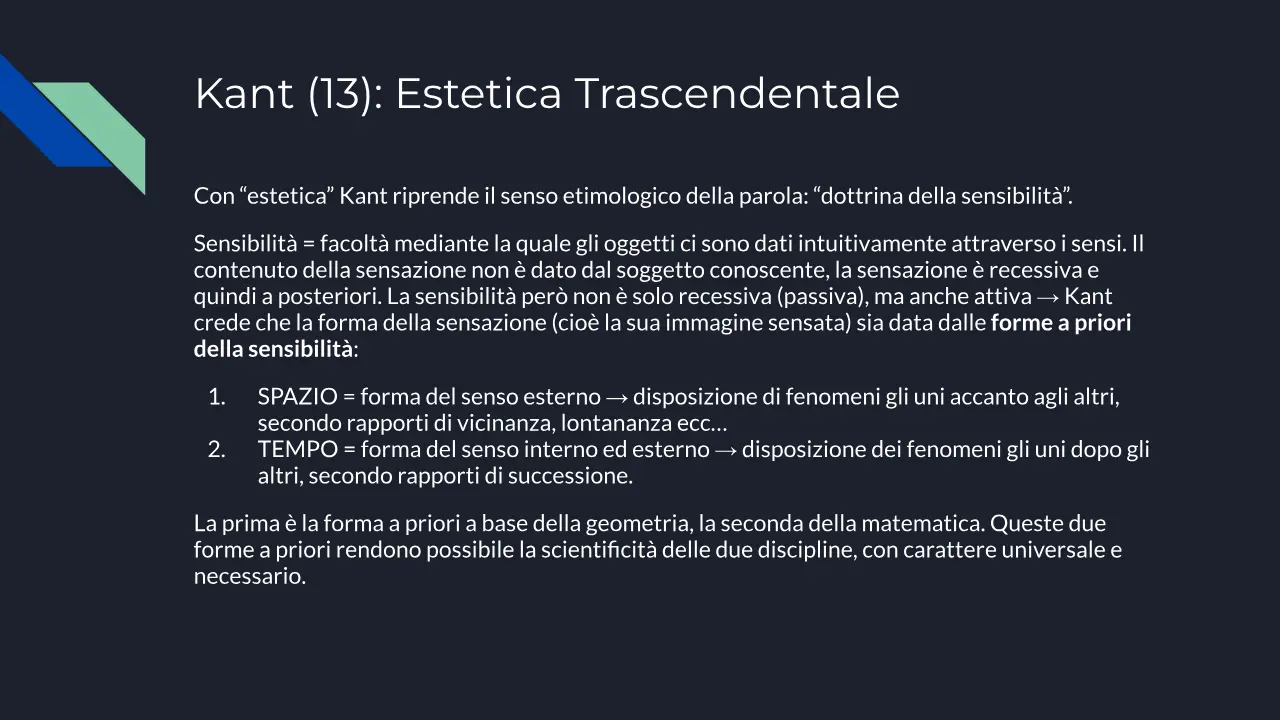 Kant (13): Estetica Trascendentale
Con “estetica” Kant riprende il senso etimologico della parola: “dottrina della sensibilità”.
Sensibilità = facoltà mediante la quale gli oggetti ci sono dati intuitivamente attraverso i sensi. Il
contenuto della sensazione non è dato dal soggetto conoscente, la sensazione è recessiva e
quindi a posteriori. La sensibilità però non è solo recessiva (passiva), ma anche attiva → Kant
crede che la forma della sensazione (cioè la sua immagine sensata) sia data dalle forme a priori
della sensibilità:
1. SPAZIO = forma del senso esterno → disposizione di fenomeni gli uni accanto agli altri,
secondo rapporti di vicinanza, lontananza ecc…
2. TEMPO = forma del senso interno ed esterno → disposizione dei fenomeni gli uni dopo gli
altri, secondo rapporti di successione.
La prima è la forma a priori a base della geometria, la seconda della matematica. Queste due
forme a priori rendono possibile la scientificità delle due discipline, con carattere universale e
necessario.